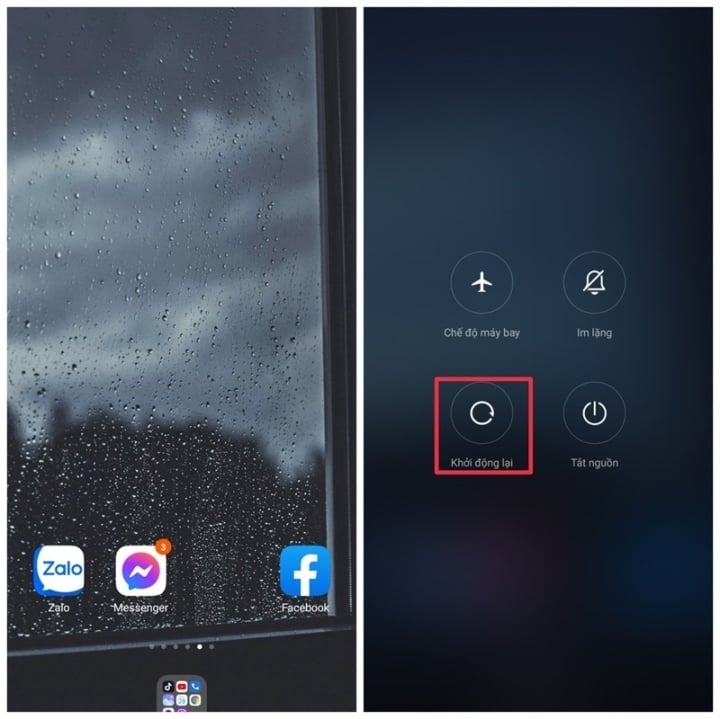 Zalo
3
Zalo
Messenger
Facebook
Chế độ máy bay
Im lặng
Khởi động lại
Tắt nguồn